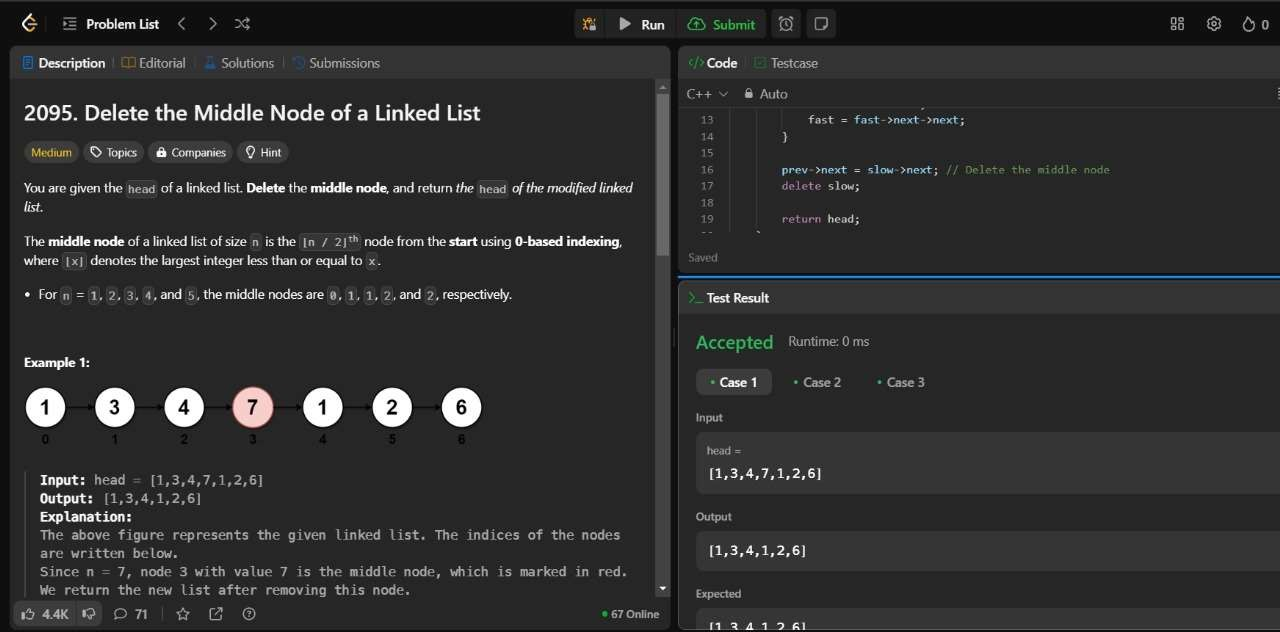 Problem List
Run
Submit
0
Description
Editorial
Solutions
Submissions
2095. Delete the Middle Node of a Linked List
Medium
Topics
Companies
Hint
You are given the head of a linked list. Delete the middle node, and return the head of the modified linked
list.
The middle node of a linked list of size n is the ⌊n / 2⌋th node from the start using 0-based indexing,
where ⌊x⌋ denotes the largest integer less than or equal to x.
• For n = 1, 2, 3, 4, and 5, the middle nodes are 0, 1, 1, 2, and 2, respectively.
Example 1:
1 3 4 7 1 2 6
0 1 2 3 4 5 6
Input: head = [1,3,4,7,1,2,6]
Output: [1,3,4,1,2,6]
Explanation:
The above figure represents the given linked list. The indices of the nodes
are written below.
Since n = 7, node 3 with value 7 is the middle node, which is marked in red.
We return the new list after removing this node.
4.4K
71
67 Online
</> Code
Testcase
C++
Auto
13 fast = fast->next->next;
14 }
15
16 prev->next = slow->next; // Delete the middle node
17 delete slow;
18
19 return head;
Saved
>_ Test Result
Accepted
Runtime: 0 ms
• Case 1
• Case 2
• Case 3
Input
head =
[1,3,4,7,1,2,6]
Output
[1,3,4,1,2,6]
Expected
[1,3,4,1,2,6]